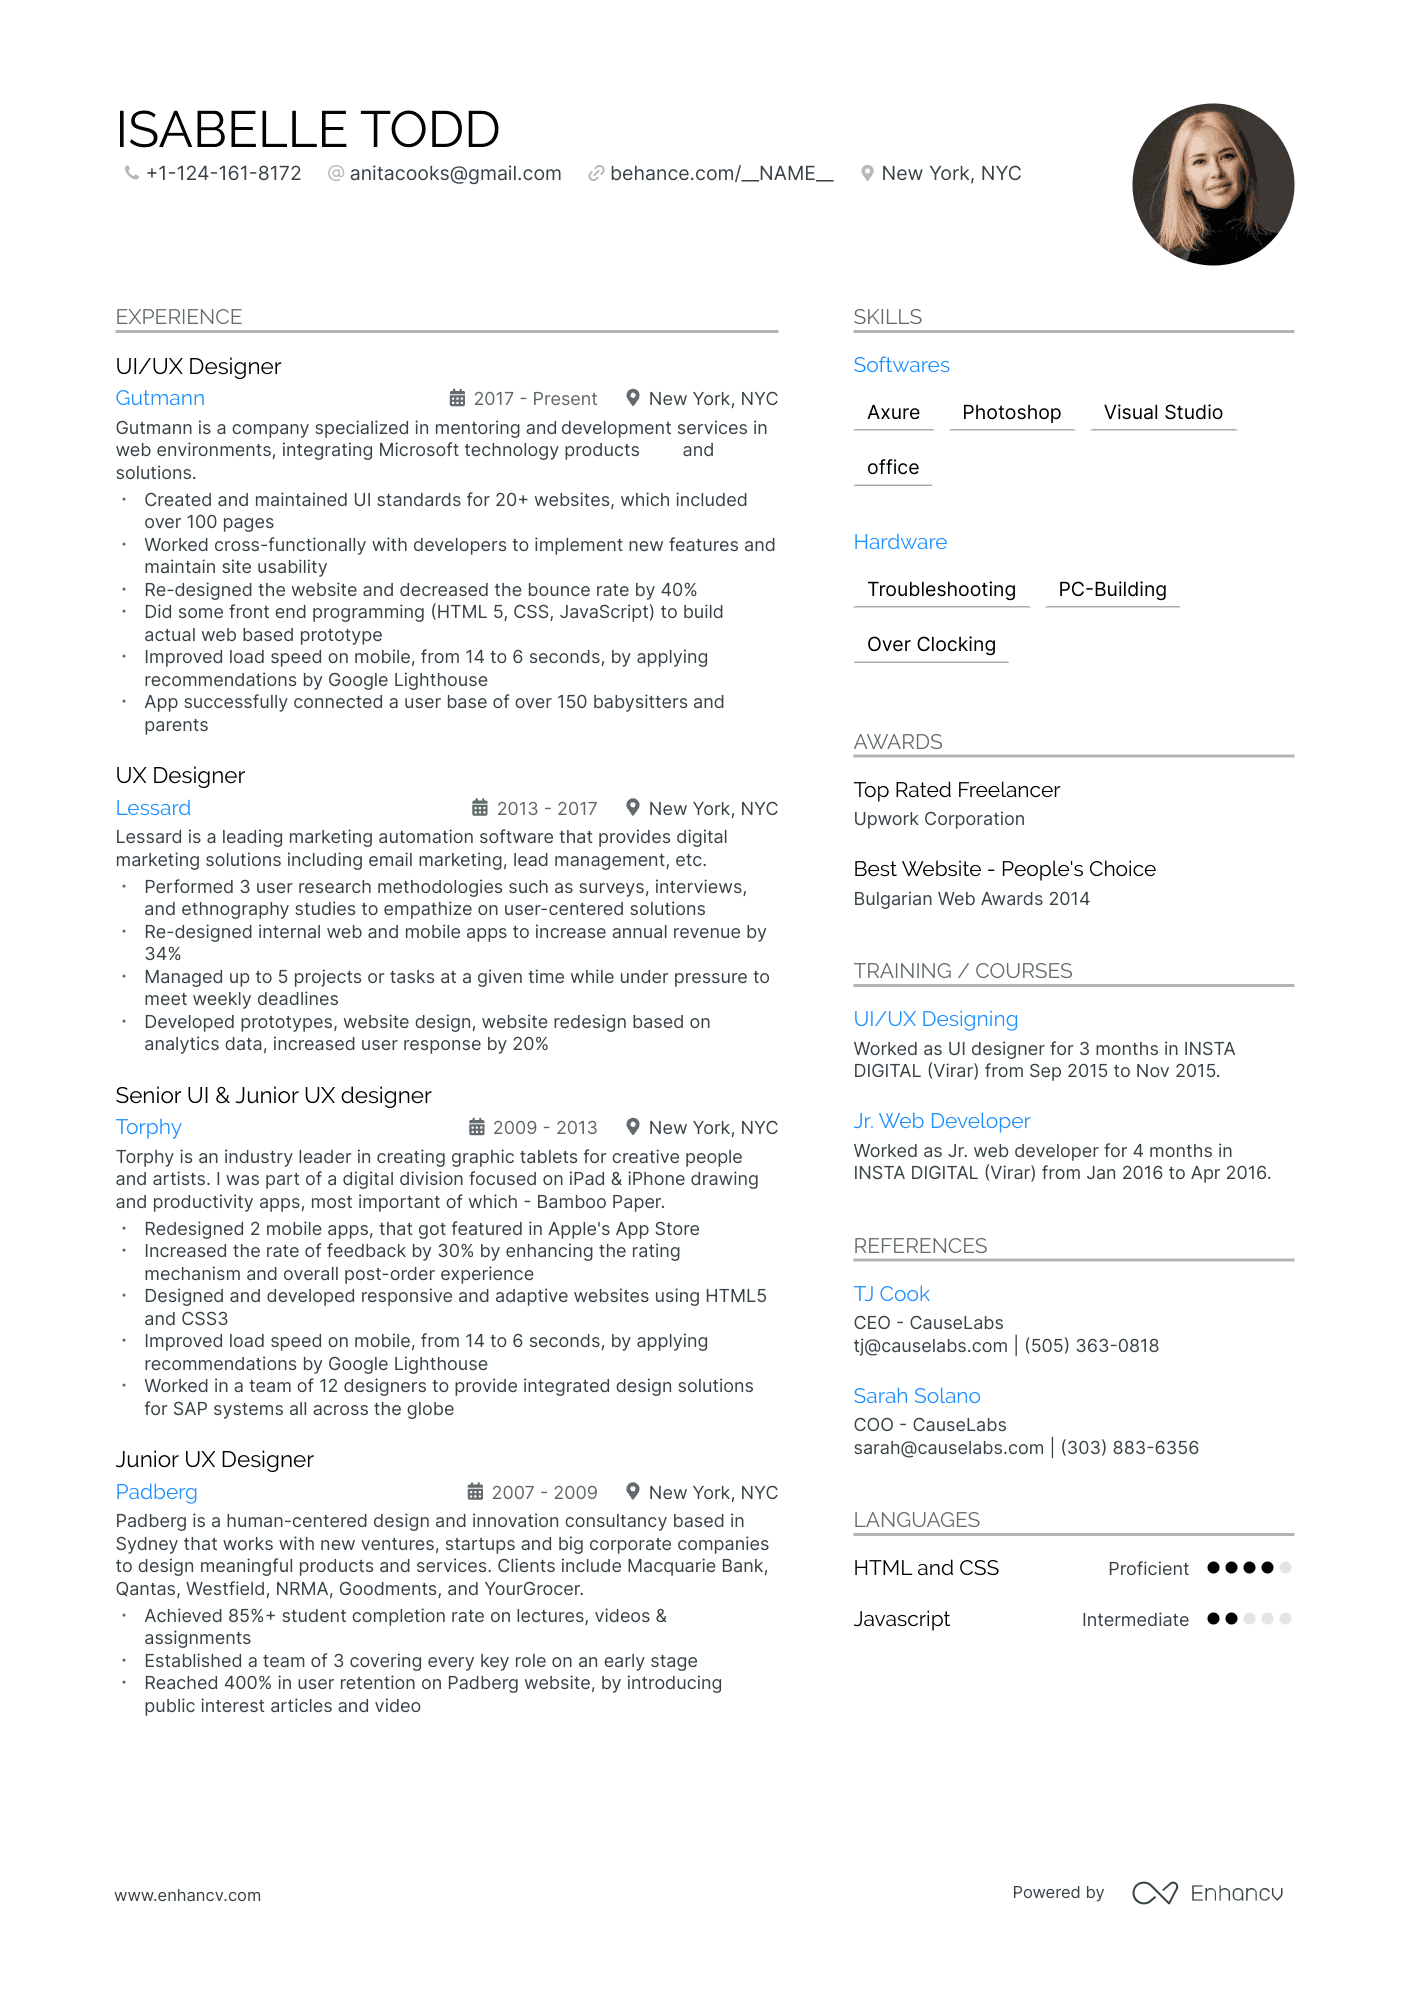 ISABELLE TODD
+1-124-161-8172 anitacooks@gmail.com behance.com/__NAME__ New York, NYC
EXPERIENCE
UI/UX Designer
Gutmann 2017 - Present New York, NYC
Gutmann is a company specialized in mentoring and development services in
web environments, integrating Microsoft technology products and
solutions.
· Created and maintained UI standards for 20+ websites, which included
over 100 pages
· Worked cross-functionally with developers to implement new features and
maintain site usability
· Re-designed the website and decreased the bounce rate by 40%
· Did some front end programming (HTML 5, CSS, JavaScript) to build
actual web based prototype
· Improved load speed on mobile, from 14 to 6 seconds, by applying
recommendations by Google Lighthouse
· App successfully connected a user base of over 150 babysitters and
parents
UX Designer
Lessard 2013 - 2017 New York, NYC
Lessard is a leading marketing automation software that provides digital
marketing solutions including email marketing, lead management, etc.
· Performed 3 user research methodologies such as surveys, interviews,
and ethnography studies to empathize on user-centered solutions
· Re-designed internal web and mobile apps to increase annual revenue by
34%
· Managed up to 5 projects or tasks at a given time while under pressure to
meet weekly deadlines
· Developed prototypes, website design, website redesign based on
analytics data, increased user response by 20%
Senior UI & Junior UX designer
Torphy 2009 - 2013 New York, NYC
Torphy is an industry leader in creating graphic tablets for creative people
and artists. I was part of a digital division focused on iPad & iPhone drawing
and productivity apps, most important of which - Bamboo Paper.
· Redesigned 2 mobile apps, that got featured in Apple's App Store
· Increased the rate of feedback by 30% by enhancing the rating
mechanism and overall post-order experience
· Designed and developed responsive and adaptive websites using HTML5
and CSS3
· Improved load speed on mobile, from 14 to 6 seconds, by applying
recommendations by Google Lighthouse
· Worked in a team of 12 designers to provide integrated design solutions
for SAP systems all across the globe
Junior UX Designer
Padberg 2007 - 2009 New York, NYC
Padberg is a human-centered design and innovation consultancy based in
Sydney that works with new ventures, startups and big corporate companies
to design meaningful products and services. Clients include Macquarie Bank,
Qantas, Westfield, NRMA, Goodments, and YourGrocer.
· Achieved 85%+ student completion rate on lectures, videos &
assignments
· Established a team of 3 covering every key role on an early stage
· Reached 400% in user retention on Padberg website, by introducing
public interest articles and video
SKILLS
Softwares
Axure Photoshop Visual Studio
office
Hardware
Troubleshooting PC-Building
Over Clocking
AWARDS
Top Rated Freelancer
Upwork Corporation
Best Website - People's Choice
Bulgarian Web Awards 2014
TRAINING / COURSES
UI/UX Designing
Worked as UI designer for 3 months in INSTA
DIGITAL (Virar) from Sep 2015 to Nov 2015.
Jr. Web Developer
Worked as Jr. web developer for 4 months in
INSTA DIGITAL (Virar) from Jan 2016 to Apr 2016.
REFERENCES
TJ Cook
CEO - CauseLabs
tj@causelabs.com | (505) 363-0818
Sarah Solano
COO - CauseLabs
sarah@causelabs.com | (303) 883-6356
LANGUAGES
HTML and CSS Proficient
Javascript Intermediate
www.enhancv.com
Powered by Enhancv